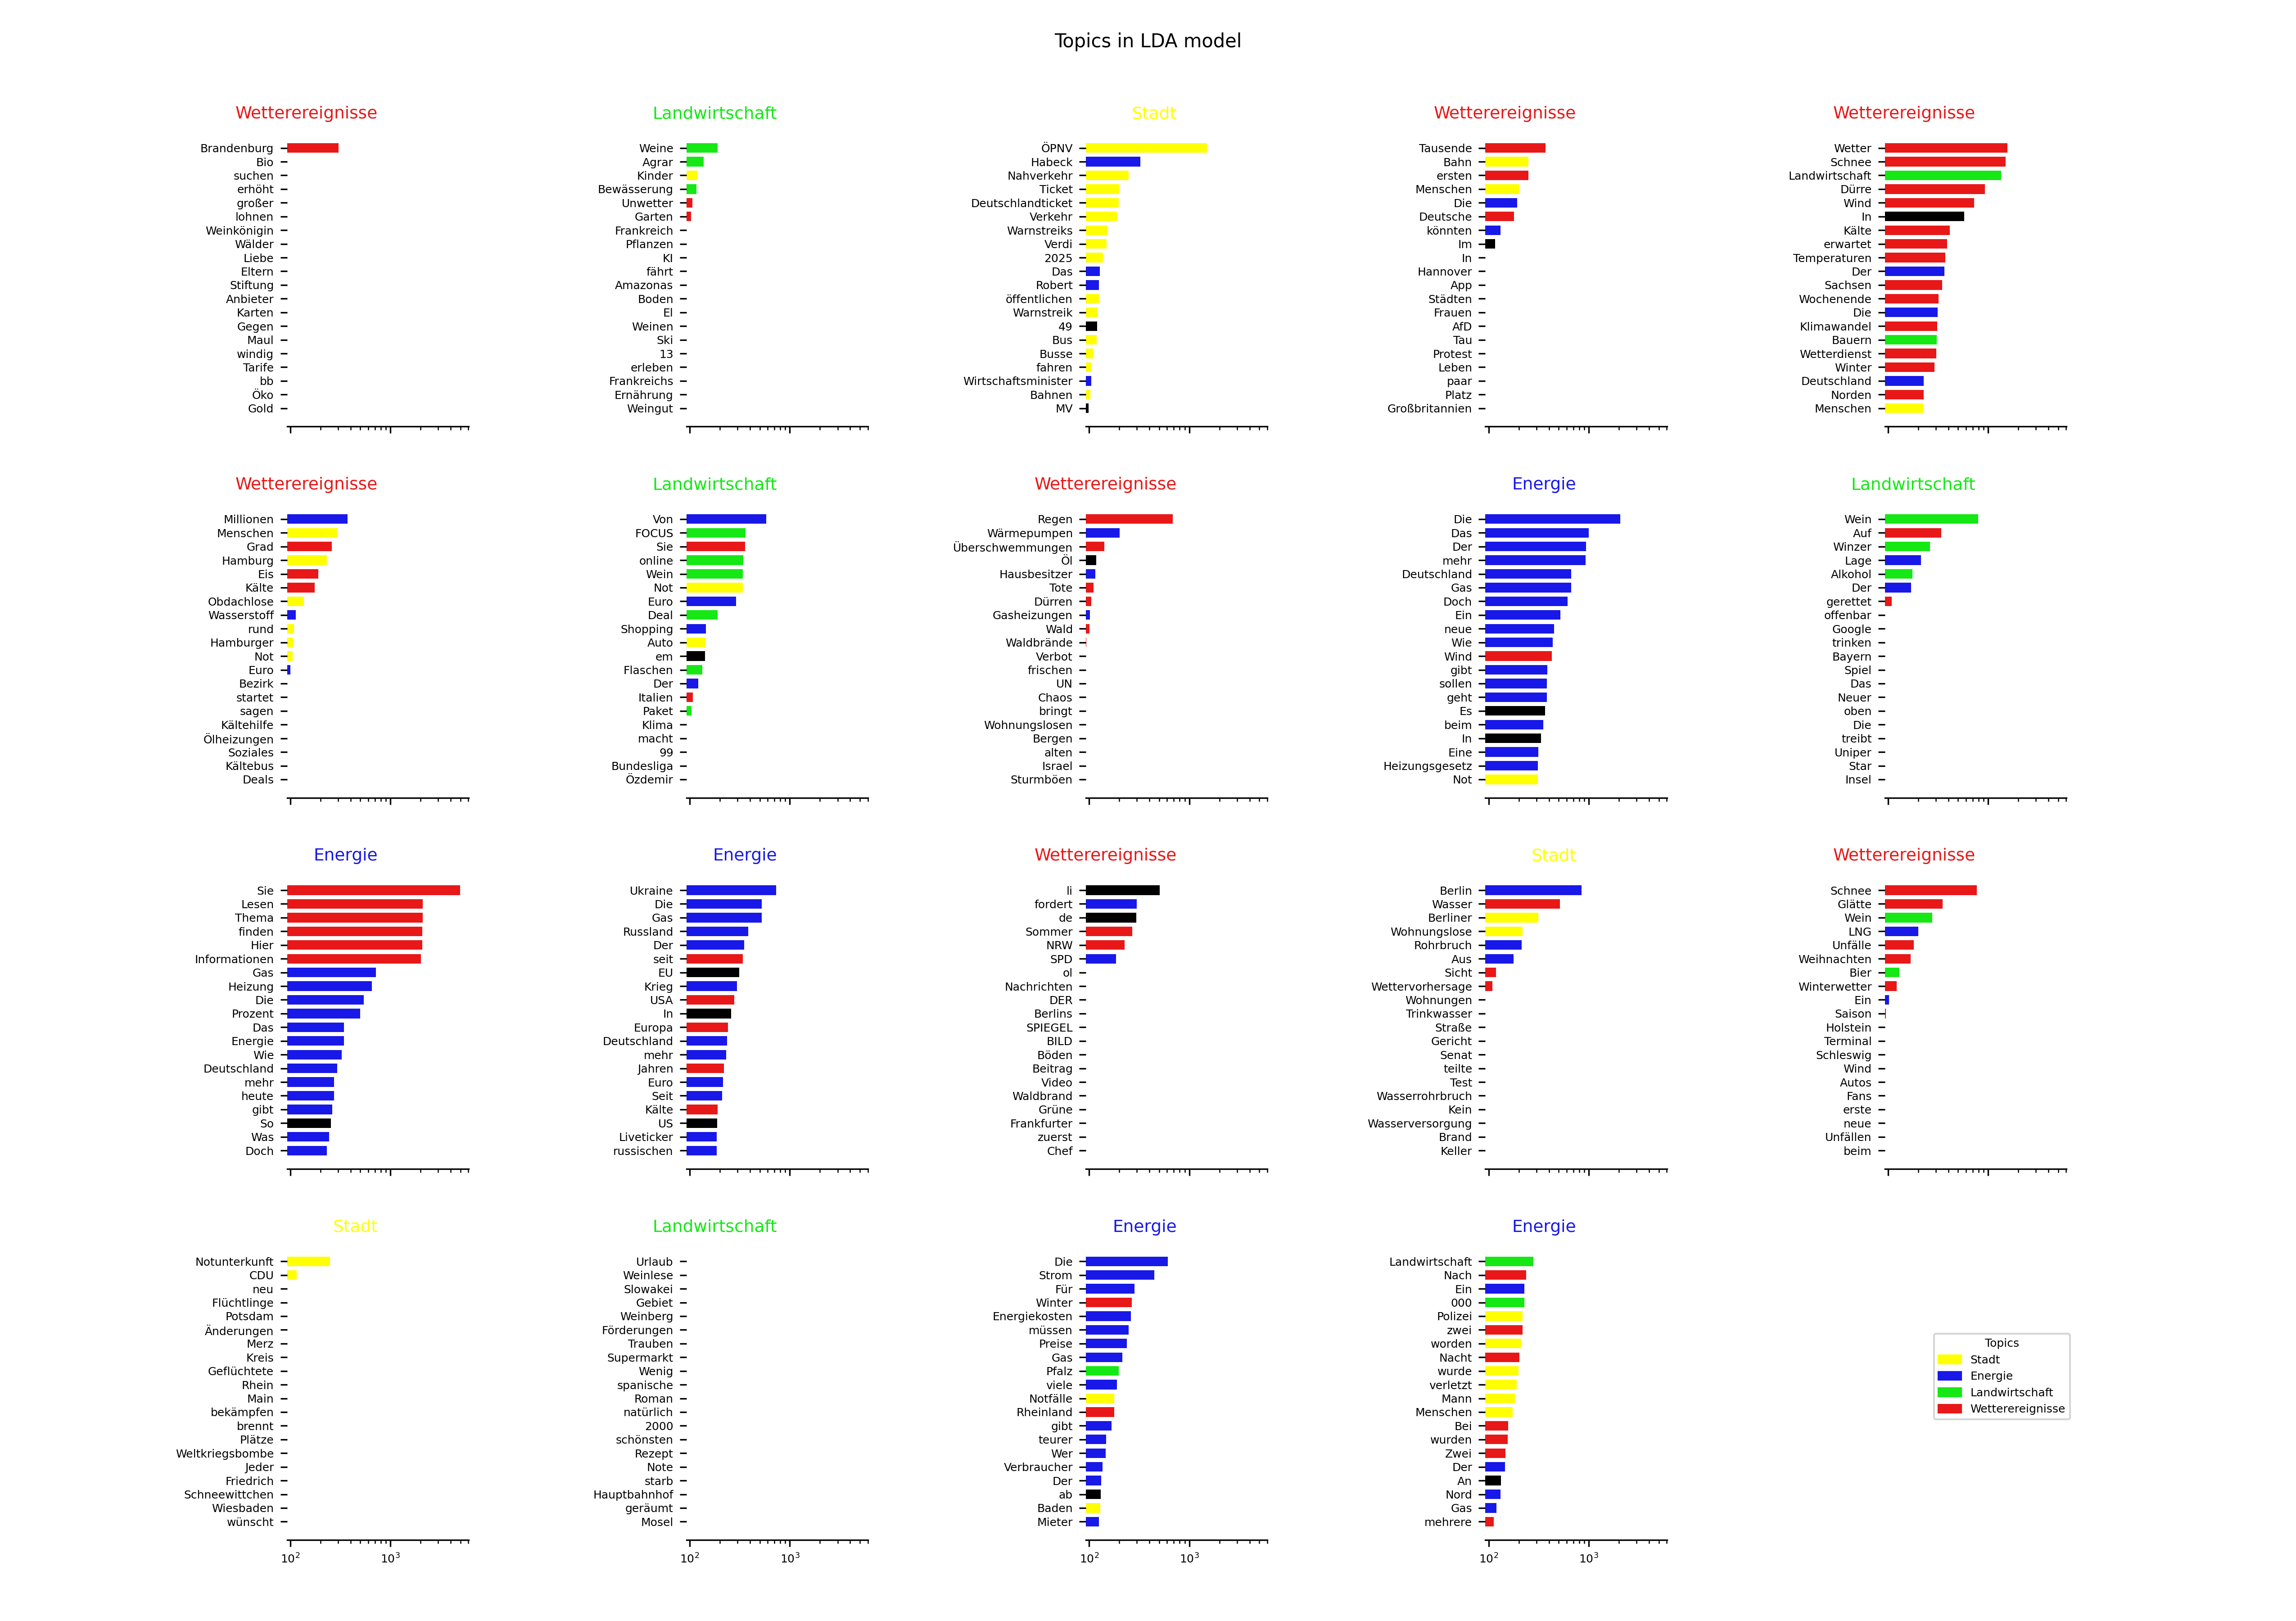 Topics in LDA model
Wetterereignisse
Brandenburg
Bio
suchen
erhöht
großer
lohnen
Weinkönigin
Wälder
Liebe
Eltern
Stiftung
Anbieter
Karten
Gegen
Maul
windig
Tarife
bb
Öko
Gold
Landwirtschaft
Weine
Agrar
Kinder
Bewässerung
Unwetter
Garten
Frankreich
Pflanzen
KI
fährt
Amazonas
Boden
El
Weinen
Ski
13
erleben
Frankreichs
Ernährung
Weingut
Stadt
ÖPNV
Habeck
Nahverkehr
Ticket
Deutschlandticket
Verkehr
Warnstreiks
Verdi
2025
Das
Robert
öffentlichen
Warnstreik
49
Bus
Busse
fahren
Wirtschaftsminister
Bahnen
MV
Wetterereignisse
Tausende
Bahn
ersten
Menschen
Die
Deutsche
könnten
Im
In
Hannover
App
Städten
Frauen
AfD
Tau
Protest
Leben
paar
Platz
Großbritannien
Wetterereignisse
Wetter
Schnee
Landwirtschaft
Dürre
Wind
In
Kälte
erwartet
Temperaturen
Der
Sachsen
Wochenende
Die
Klimawandel
Bauern
Wetterdienst
Winter
Deutschland
Norden
Menschen
Wetterereignisse
Millionen
Menschen
Grad
Hamburg
Eis
Kälte
Obdachlose
Wasserstoff
rund
Hamburger
Not
Euro
Bezirk
startet
sagen
Kältehilfe
Ölheizungen
Soziales
Kältebus
Deals
Landwirtschaft
Von
FOCUS
Sie
online
Wein
Not
Euro
Deal
Shopping
Auto
em
Flaschen
Der
Italien
Paket
Klima
macht
99
Bundesliga
Özdemir
Wetterereignisse
Regen
Wärmepumpen
Überschwemmungen
Öl
Hausbesitzer
Tote
Dürren
Gasheizungen
Wald
Waldbrände
Verbot
frischen
UN
Chaos
bringt
Wohnungslosen
Bergen
alten
Israel
Sturmböen
Energie
Die
Das
Der
mehr
Deutschland
Gas
Doch
Ein
neue
Wie
Wind
gibt
sollen
geht
Es
beim
In
Eine
Heizungsgesetz
Not
Landwirtschaft
Wein
Auf
Winzer
Lage
Alkohol
Der
gerettet
offenbar
Google
trinken
Bayern
Spiel
Das
Neuer
oben
Die
treibt
Uniper
Star
Insel
Energie
Sie
Lesen
Thema
finden
Hier
Informationen
Gas
Heizung
Die
Prozent
Das
Energie
Wie
Deutschland
mehr
heute
gibt
So
Was
Doch
Energie
Ukraine
Die
Gas
Russland
Der
seit
EU
Krieg
USA
In
Europa
Deutschland
mehr
Jahren
Euro
Seit
Kälte
US
Liveticker
russischen
Wetterereignisse
li
fordert
de
Sommer
NRW
SPD
ol
Nachrichten
DER
Berlins
SPIEGEL
BILD
Böden
Beitrag
Video
Waldbrand
Grüne
Frankfurter
zuerst
Chef
Stadt
Berlin
Wasser
Berliner
Wohnungslose
Rohrbruch
Aus
Sicht
Wettervorhersage
Wohnungen
Trinkwasser
Straße
Gericht
Senat
teilte
Test
Wasserrohrbruch
Kein
Wasserversorgung
Brand
Keller
Wetterereignisse
Schnee
Glätte
Wein
LNG
Unfälle
Weihnachten
Bier
Winterwetter
Ein
Saison
Holstein
Terminal
Schleswig
Wind
Autos
Fans
erste
neue
Unfällen
beim
Stadt
Notunterkunft
CDU
neu
Flüchtlinge
Potsdam
Änderungen
Merz
Kreis
Geflüchtete
Rhein
Main
bekämpfen
brennt
Plätze
Weltkriegsbombe
Jeder
Friedrich
Schneewittchen
Wiesbaden
wünscht
10² 10³
Landwirtschaft
Urlaub
Weinlese
Slowakei
Gebiet
Weinberg
Förderungen
Trauben
Supermarkt
Wenig
spanische
Roman
natürlich
2000
schönsten
Rezept
Note
starb
Hauptbahnhof
geräumt
Mosel
10² 10³
Energie
Die
Strom
Für
Winter
Energiekosten
müssen
Preise
Gas
Pfalz
viele
Notfälle
Rheinland
gibt
teurer
Wer
Verbraucher
Der
ab
Baden
Mieter
10² 10³
Energie
Landwirtschaft
Nach
Ein
000
Polizei
zwei
worden
Nacht
wurde
verletzt
Mann
Menschen
Bei
wurden
Zwei
Der
An
Nord
Gas
mehrere
10² 10³
Topics
Stadt
Energie
Landwirtschaft
Wetterereignisse